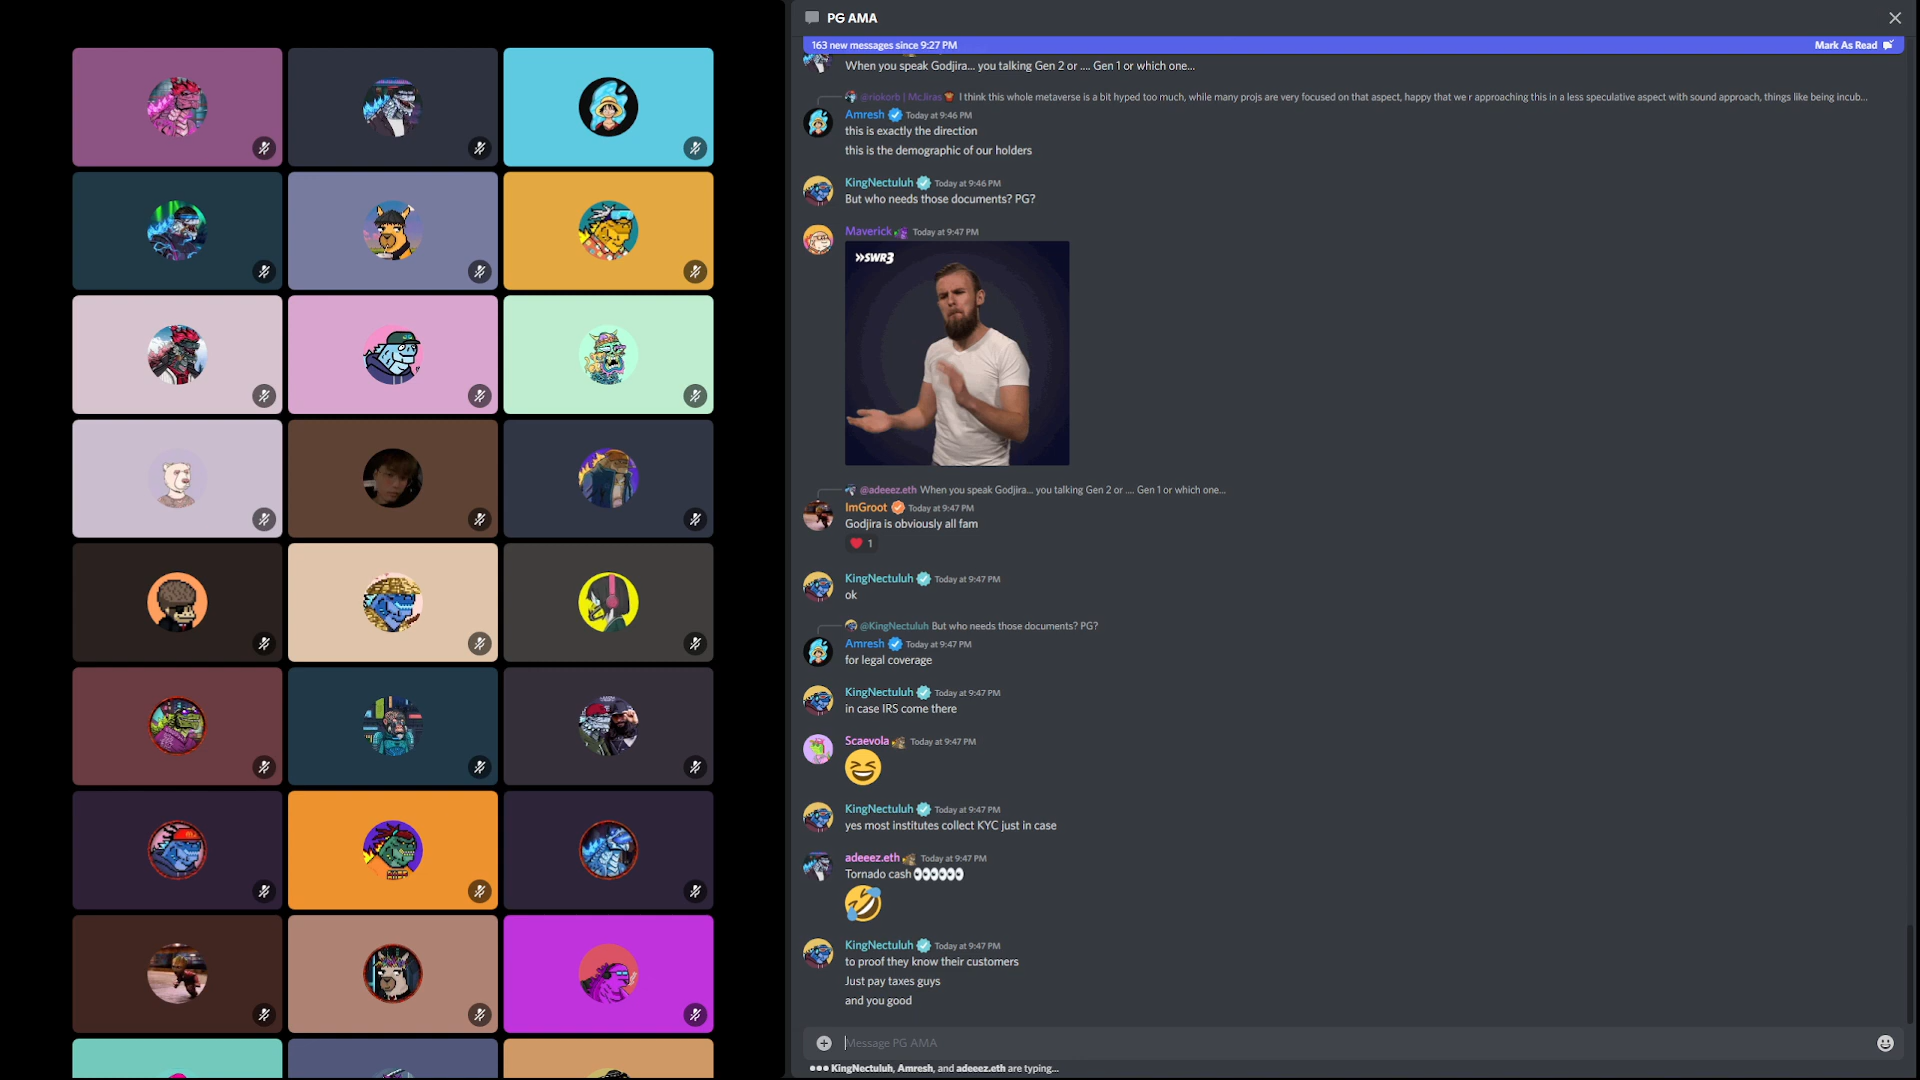 PG AMA
163 new messages since 9:27 PM
Mark As Read
When you speak Godjira... you talking Gen 2 or .... Gen 1 or which one...
@riokorb | McJiras I think this whole metaverse is a bit hyped too much, while many projs are very focused on that aspect, happy that we r approaching this in a less speculative aspect with sound approach, things like being incub...
Amresh Today at 9:46 PM
this is exactly the direction
this is the demographic of our holders
KingNectuluh Today at 9:46 PM
But who needs those documents? PG?
Maverick Today at 9:47 PM
»SWR3
@adeeez.eth When you speak Godjira... you talking Gen 2 or .... Gen 1 or which one...
ImGroot Today at 9:47 PM
Godjira is obviously all fam
1
KingNectuluh Today at 9:47 PM
ok
@KingNectuluh But who needs those documents? PG?
Amresh Today at 9:47 PM
for legal coverage
KingNectuluh Today at 9:47 PM
in case IRS come there
Scaevola Today at 9:47 PM
KingNectuluh Today at 9:47 PM
yes most institutes collect KYC just in case
adeeez.eth Today at 9:47 PM
Tornado cash 👀👀👀
KingNectuluh Today at 9:47 PM
to proof they know their customers
Just pay taxes guys
and you good
Message PG AMA
KingNectuluh, Amresh, and adeeez.eth are typing...